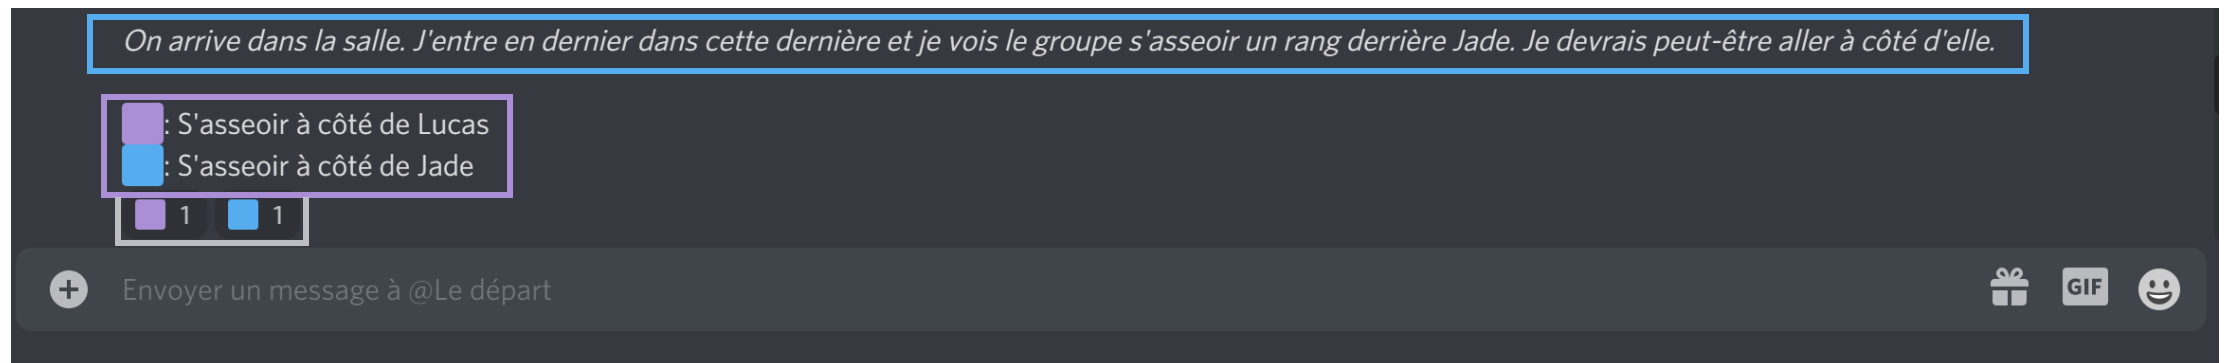 On arrive dans la salle. J'entre en dernier dans cette dernière et je vois le groupe s'asseoir un rang derrière Jade. Je devrais peut-être aller à côté d'elle.
: S'asseoir à côté de Lucas
: S'asseoir à côté de Jade
1 1
Envoyer un message à @Le départ GIF